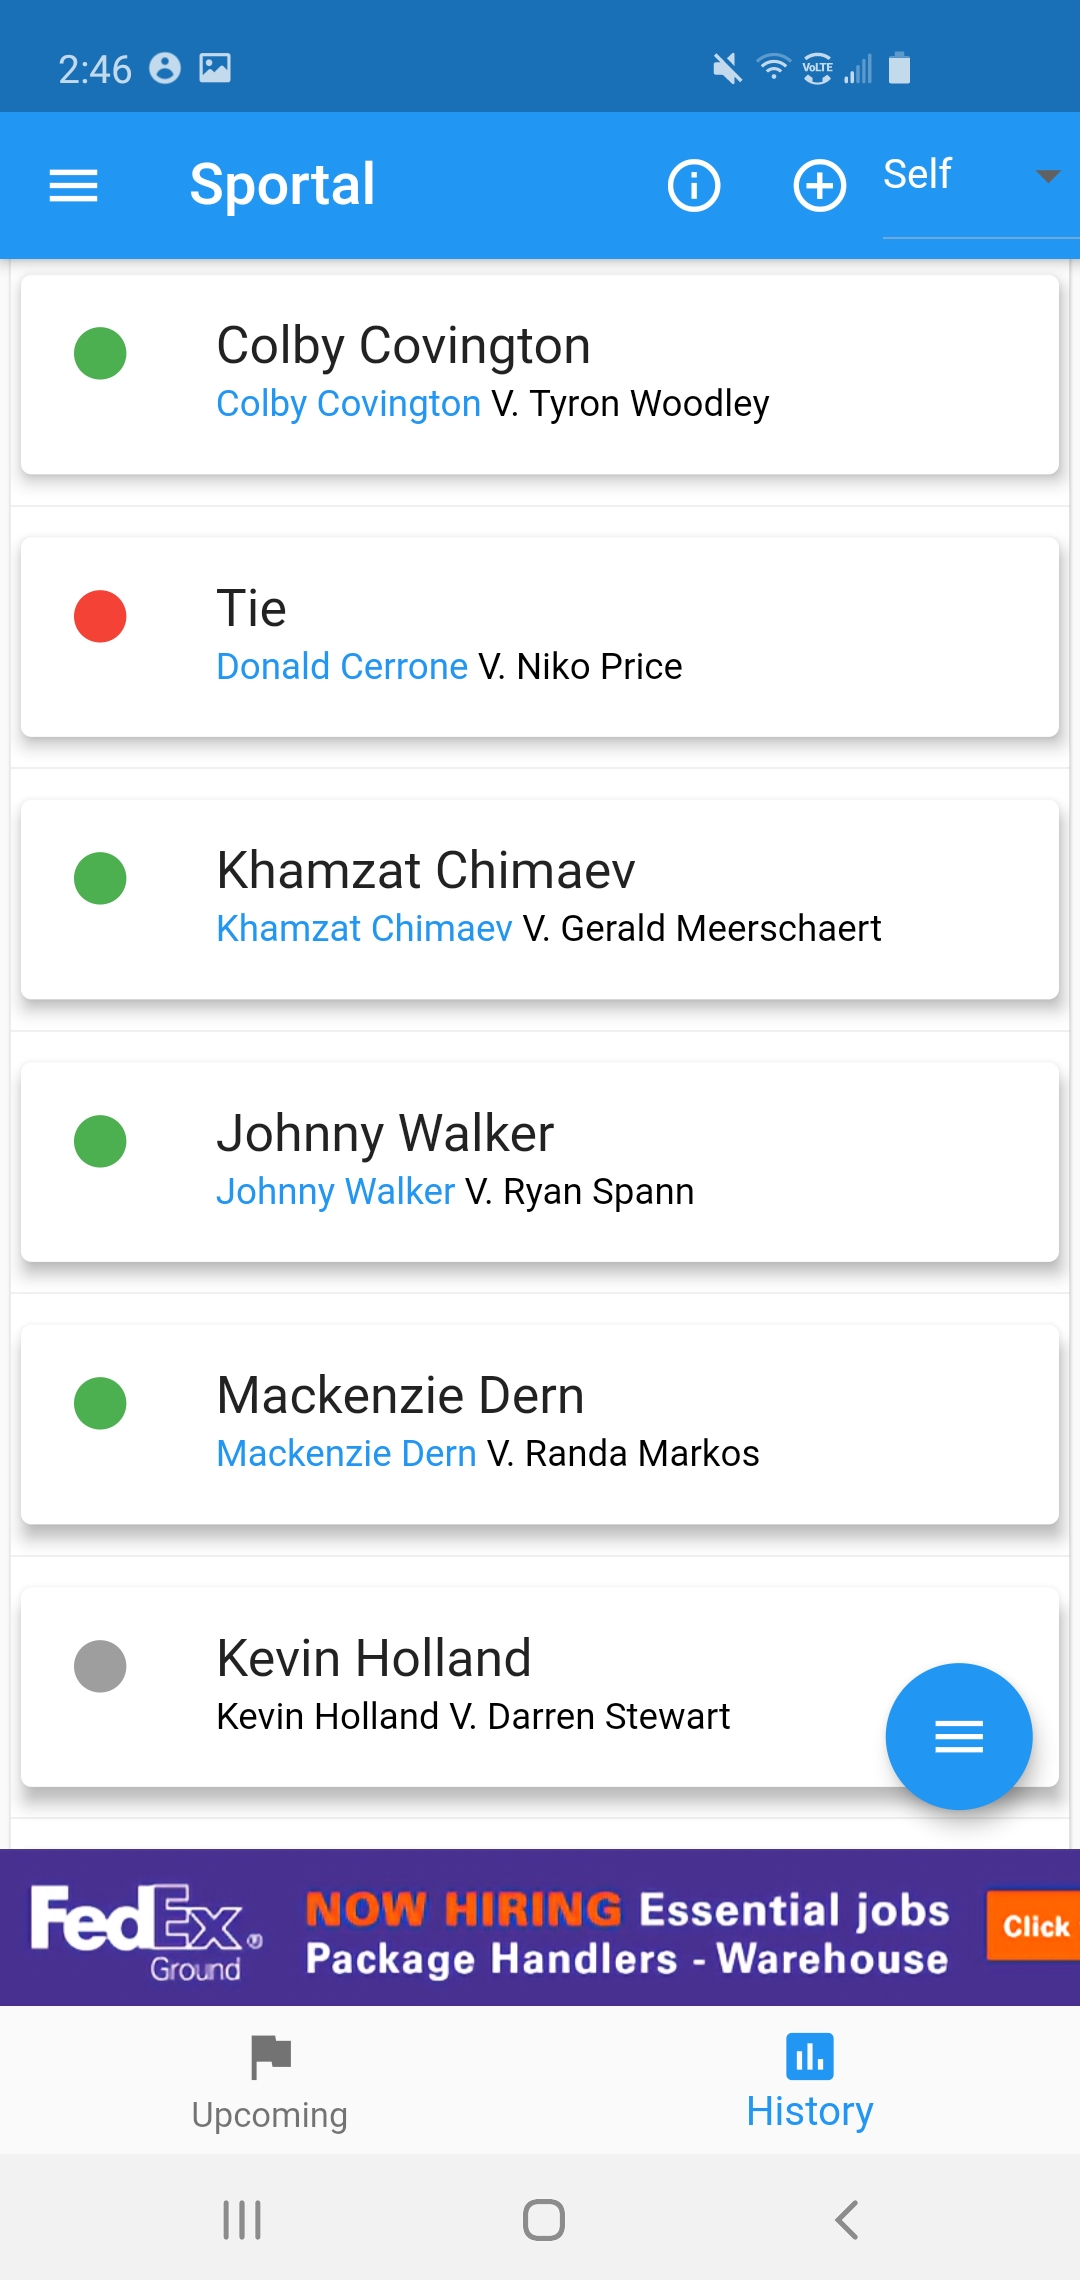 2:46
VoLTE
Sportal
Self
Colby Covington
Colby Covington V. Tyron Woodley
Tie
Donald Cerrone V. Niko Price
Khamzat Chimaev
Khamzat Chimaev V. Gerald Meerschaert
Johnny Walker
Johnny Walker V. Ryan Spann
Mackenzie Dern
Mackenzie Dern V. Randa Markos
Kevin Holland
Kevin Holland V. Darren Stewart
FedEx®
Ground
NOW HIRING Essential jobs
Package Handlers - Warehouse
Click
Upcoming
History